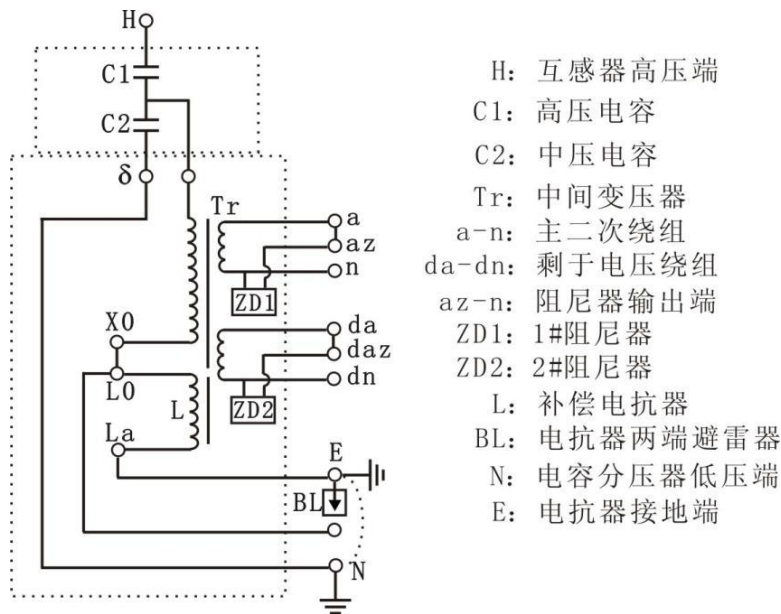 H
C1
C2
δ
Tr
a
az
n
ZD1
X0
da
daz
L0
dn
L
ZD2
La
E
BL
N
H: 互感器高压端
C1: 高压电容
C2: 中压电容
Tr: 中间变压器
a-n: 主二次绕组
da-dn: 剩于电压绕组
az-n: 阻尼器输出端
ZD1: 1#阻尼器
ZD2: 2#阻尼器
L: 补偿电抗器
BL: 电抗器两端避雷器
N: 电容分压器低压端
E: 电抗器接地端